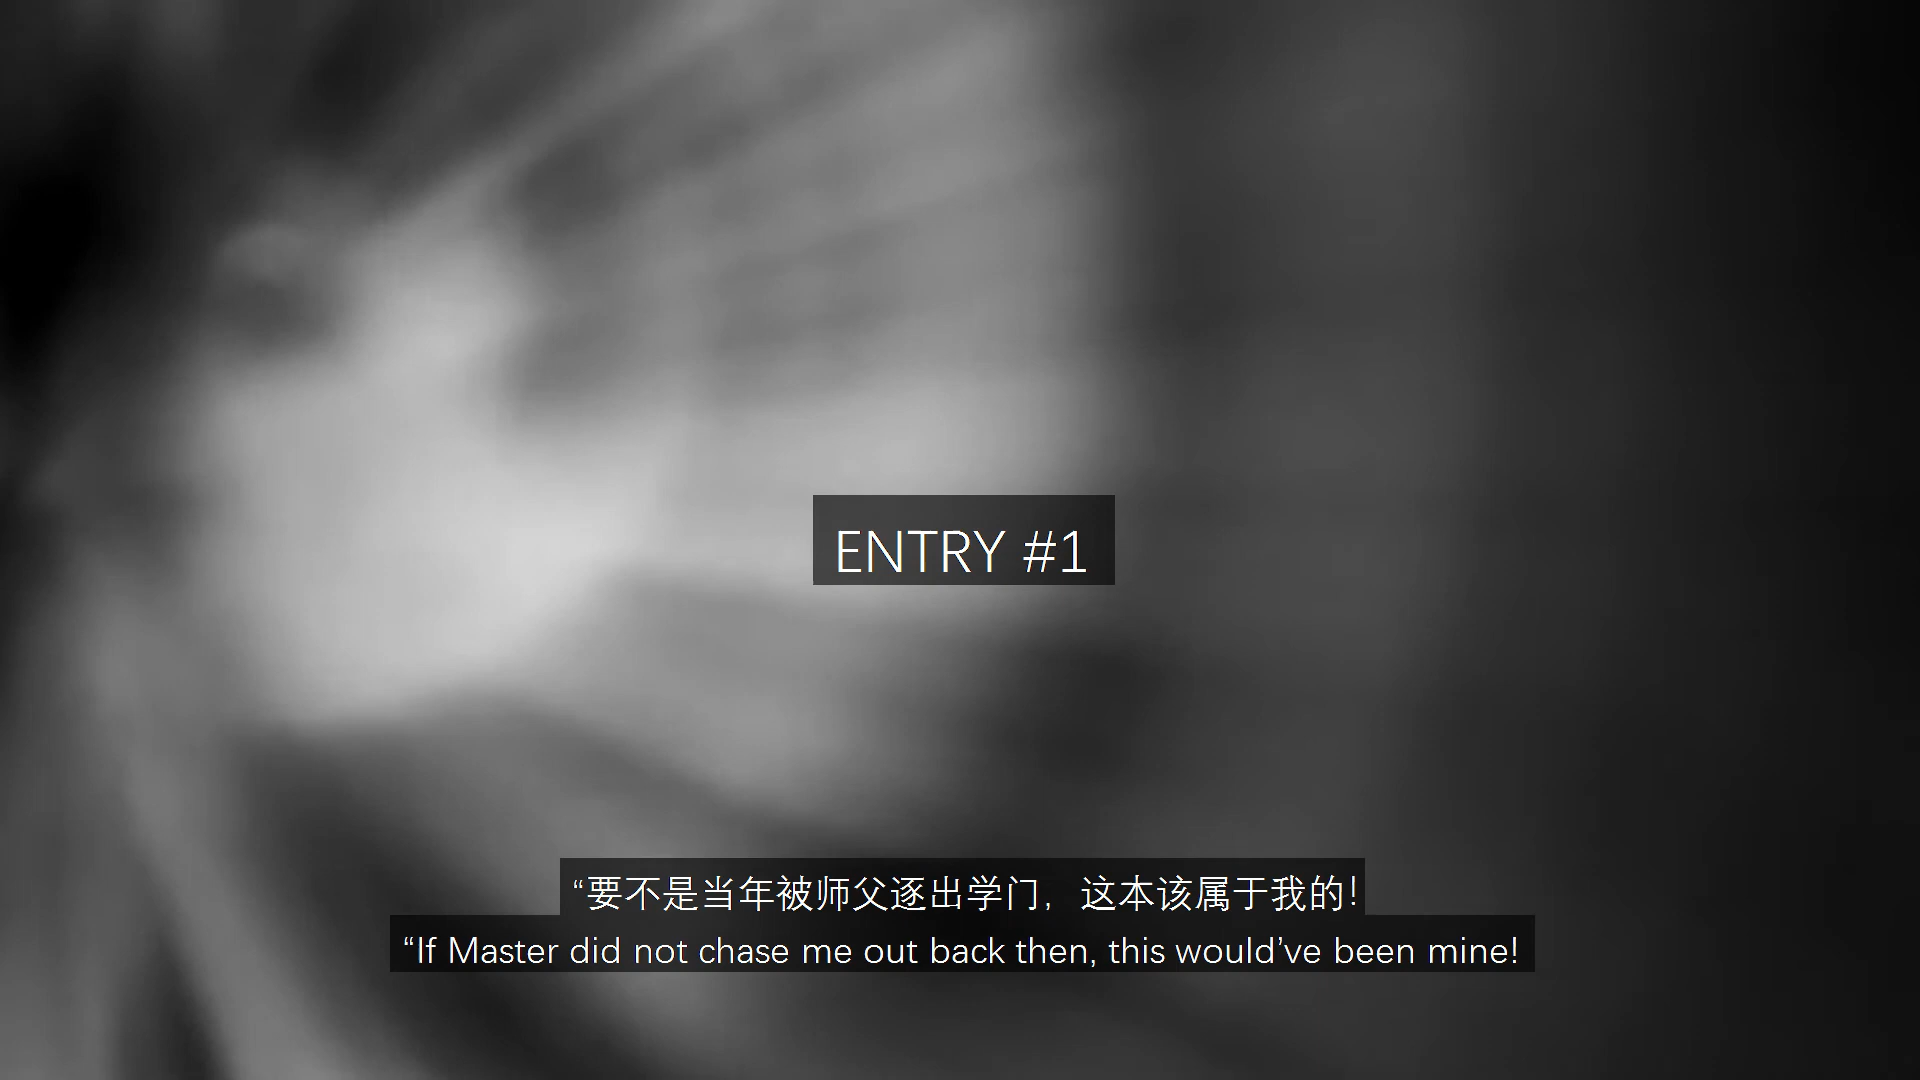 ENTRY #1
“要不是当年被师父逐出学门，这本该属于我的！
“If Master did not chase me out back then, this would’ve been mine!